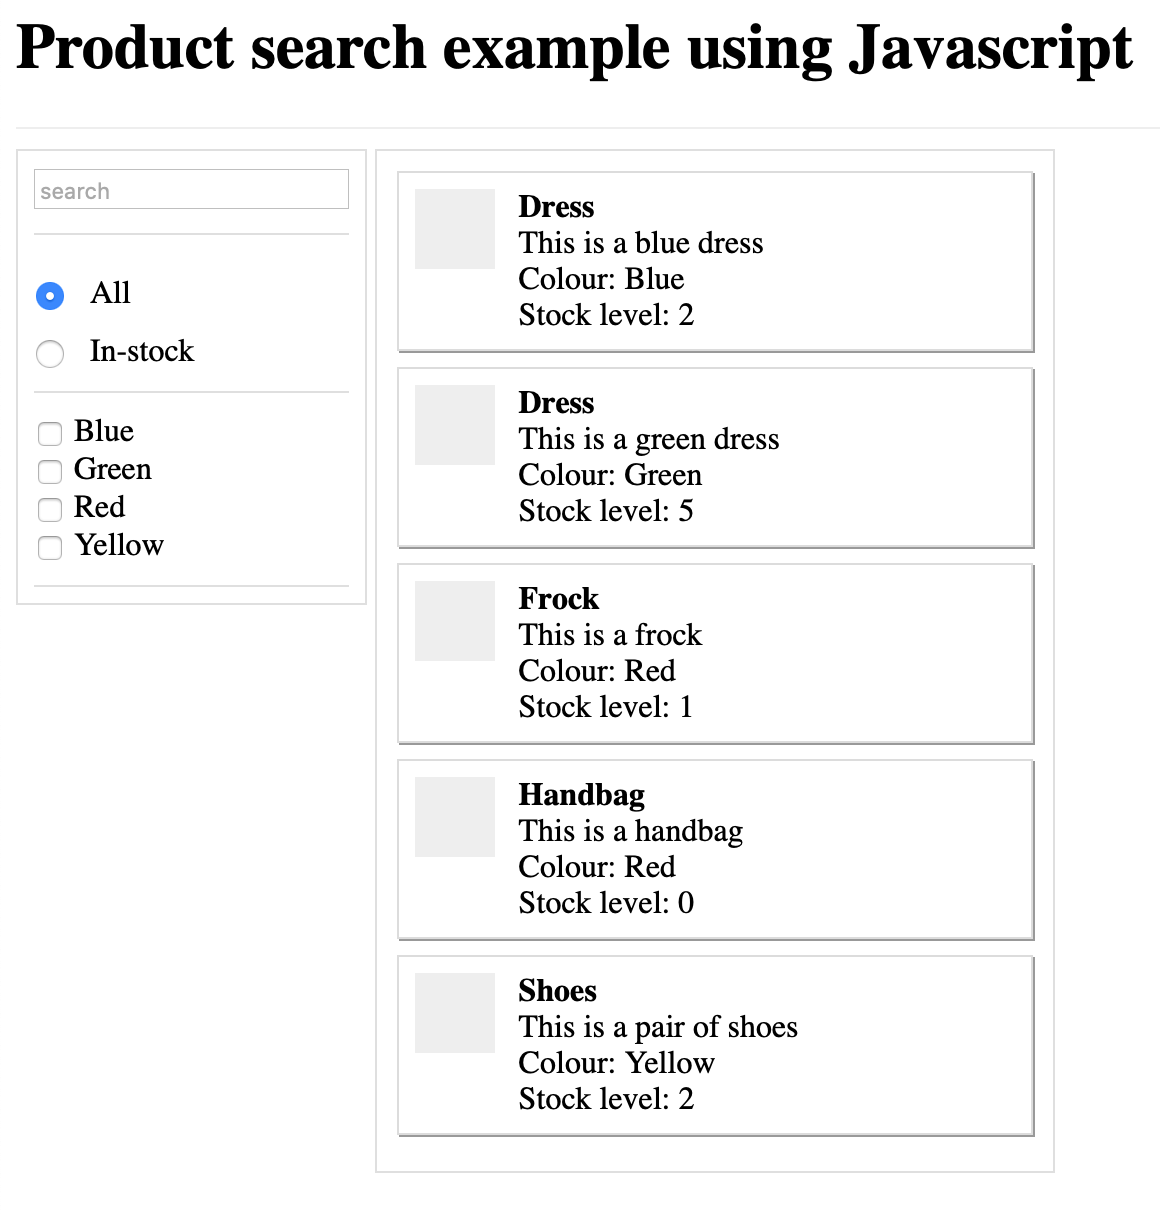 Product search example using Javascript
search
All
In-stock
Blue
Green
Red
Yellow
Dress
This is a blue dress
Colour: Blue
Stock level: 2
Dress
This is a green dress
Colour: Green
Stock level: 5
Frock
This is a frock
Colour: Red
Stock level: 1
Handbag
This is a handbag
Colour: Red
Stock level: 0
Shoes
This is a pair of shoes
Colour: Yellow
Stock level: 2